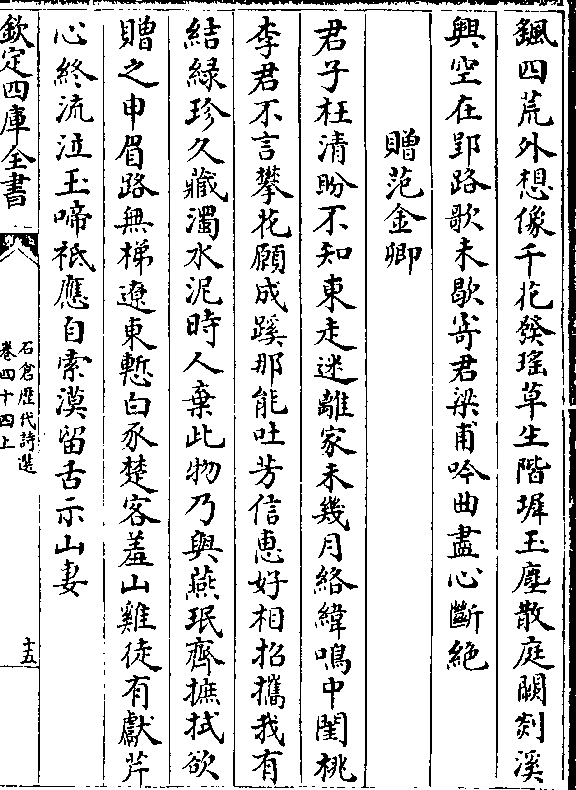 飆四荒外想像千花發瑤草生階墀玉塵散庭闕剡溪
興空在郢路歌未歇寄君梁甫吟曲盡心斷絶
贈范金卿
君子枉清盼不知東走迷離家未幾月絡緯鳴中閨桃
李君不言攀花願成蹊那能吐芳信惠好相招攜我有
結緑珍久藏濁水泥時人棄此物乃與燕珉齊摭拭欲
贈之申眉路無梯遼東慙白豕楚客羞山雞徒有獻芹
心終流泣玉啼祗應自索漠留舌示山妻
欽定四庫全書
石倉歷代詩選
卷四十四上
十五